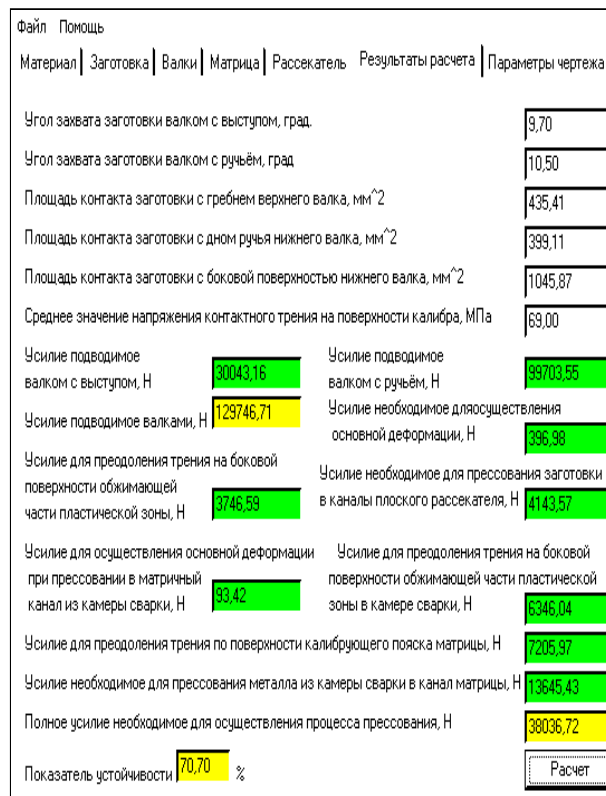 Файл Помощь
Материал Заготовка Валки Матрица Рассекатель Результаты расчета Параметры чертежа
Угол захвата заготовки валком с выступом, град. 9,70
Угол захвата заготовки валком с ручьём, град 10,50
Площадь контакта заготовки с гребнем верхнего валка, мм^2 435,41
Площадь контакта заготовки с дном ручья нижнего валка, мм^2 399,11
Площадь контакта заготовки с боковой поверхностью нижнего валка, мм^2 1045,87
Среднее значение напряжения контактного трения на поверхности калибра, МПа 69,00
Усилие подводимое
валком с выступом, Н 30043,16
Усилие подводимое
валком с ручьём, Н 99703,55
Усилие подводимое валками, Н 129746,71
Усилие необходимое дляосуществления
основной деформации, Н 396,98
Усилие для преодоления трения на боковой
поверхности обжимающей
части пластической зоны, Н 3746,59
Усилие необходимое для прессования заготовки
в каналы плоского рассекателя, Н 4143,57
Усилие для осуществления основной деформации
при прессовании в матричный
канал из камеры сварки, Н 93,42
Усилие для преодоления трения на боковой
поверхности обжимающей части пластической
зоны в камере сварки, Н 6346,04
Усилие для преодоления трения по поверхности калибрующего пояска матрицы, Н 7205,97
Усилие необходимое для прессования металла из камеры сварки в канал матрицы, Н 13645,43
Полное усилие необходимое для осуществления процесса прессования, Н 38036,72
Показатель устойчивости 70,70 %
Расчет